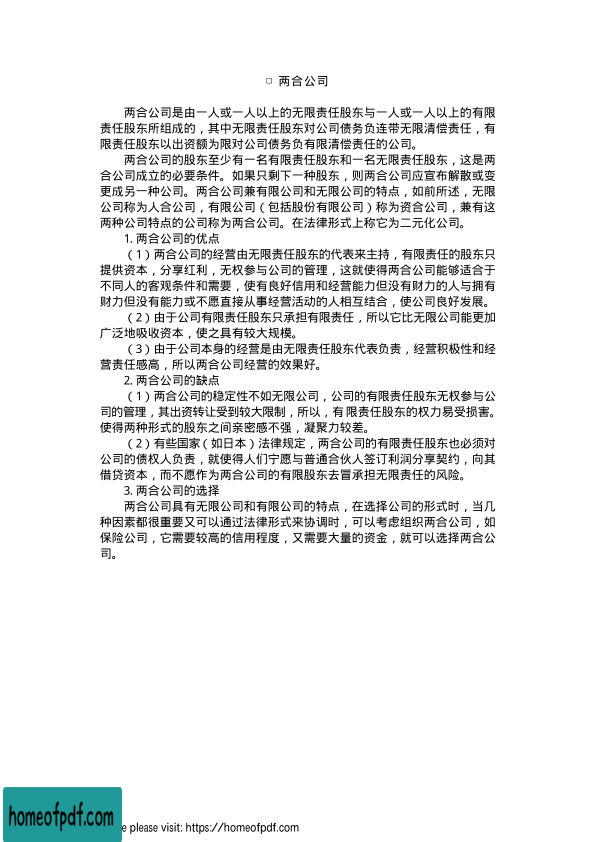 □ 两合公司
两合公司是由一人或一人以上的无限责任股东与一人或一人以上的有限
责任股东所组成的，其中无限责任股东对公司债务负连带无限清偿责任，有
限责任股东以出资额为限对公司债务负有限清偿责任的公司。
两合公司的股东至少有一名有限责任股东和一名无限责任股东，这是两
合公司成立的必要条件。如果只剩下一种股东，则两合公司应宣布解散或变
更成另一种公司。两合公司兼有限公司和无限公司的特点，如前所述，无限
公司称为人合公司，有限公司（包括股份有限公司）称为资合公司，兼有这
两种公司特点的公司称为两合公司。在法律形式上称它为二元化公司。
1. 两合公司的优点
（1）两合公司的经营由无限责任股东的代表来主持，有限责任的股东只
提供资本，分享红利，无权参与公司的管理，这就使得两合公司能够适合于
不同人的客观条件和需要，使有良好信用和经营能力但没有财力的人与拥有
财力但没有能力或不愿直接从事经营活动的人相互结合，使公司良好发展。
（2）由于公司有限责任股东只承担有限责任，所以它比无限公司能更加
广泛地吸收资本，使之具有较大规模。
（3）由于公司本身的经营是由无限责任股东代表负责，经营积极性和经
营责任感高，所以两合公司经营的效果好。
2. 两合公司的缺点
（1）两合公司的稳定性不如无限公司，公司的有限责任股东无权参与公
司的管理，其出资转让受到较大限制，所以，有限责任股东的权力易受损害。
使得两种形式的股东之间亲密感不强，凝聚力较差。
（2）有些国家（如日本）法律规定，两合公司的有限责任股东也必须对
公司的债权人负责，就使得人们宁愿与普通合伙人签订利润分享契约，向其
借贷资本，而不愿作为两合公司的有限股东去冒承担无限责任的风险。
3. 两合公司的选择
两合公司具有无限公司和有限公司的特点，在选择公司的形式时，当几
种因素都很重要又可以通过法律形式来协调时，可以考虑组织两合公司，如
保险公司，它需要较高的信用程度，又需要大量的资金，就可以选择两合公
司。
homeofpdf.com
e please visit: https://homeofpdf.com